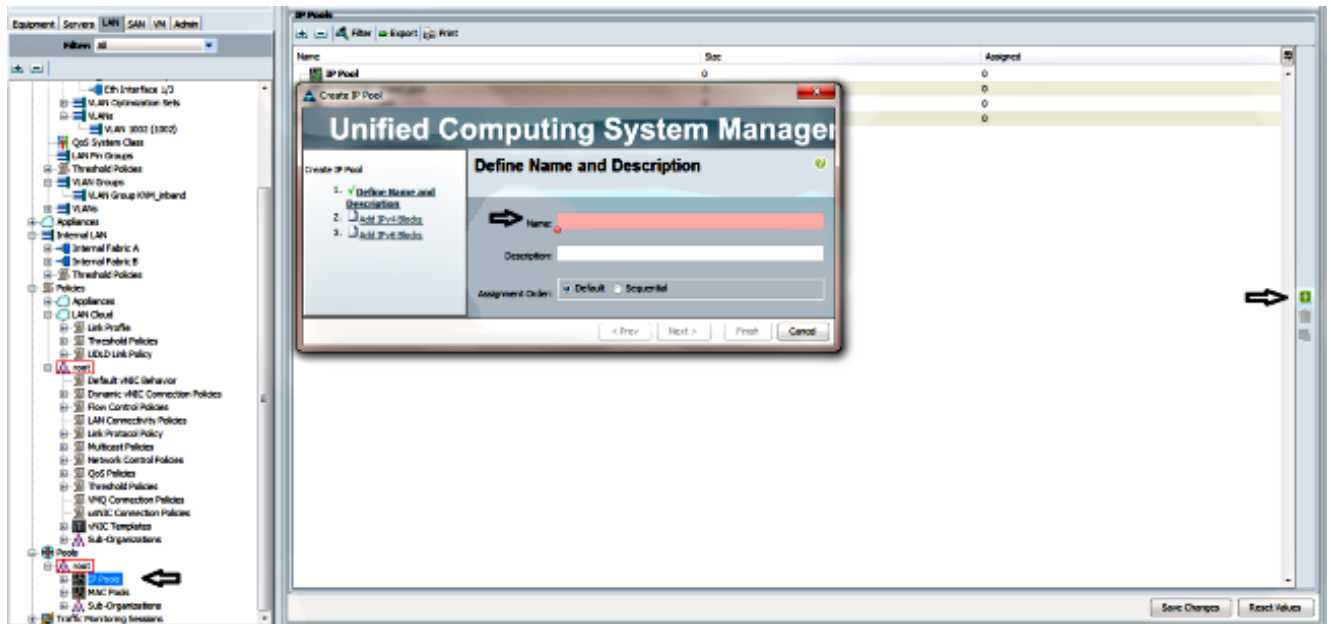 Equipment Servers LAN SAN VM Admin
Filter: All
Eth Interface 1/3
VLAN Optimization Sets
VLANs
VLAN 1002 (1002)
QoS System Class
LAN Pin Groups
Threshold Policies
VLAN Groups
VLAN Group KVM_inband
VLANs
Appliances
Internal LAN
Internal Fabric A
Internal Fabric B
Threshold Policies
Policies
Appliances
LAN Cloud
Link Profile
Threshold Policies
UDLD Link Policy
root
Default vNIC Behavior
Dynamic vNIC Connection Policies
Flow Control Policies
LAN Connectivity Policies
Link Protocol Policy
Multicast Policies
Network Control Policies
QoS Policies
Threshold Policies
VMQ Connection Policies
usNIC Connection Policies
vNIC Templates
Sub-Organizations
Pools
root
IP Pools
MAC Pools
Sub-Organizations
Traffic Monitoring Sessions
IP Pools
Filter Export Print
Name Size Assigned
IP Pool 0 0
0
0
0
Create IP Pool
Unified Computing System Manager
Create IP Pool
1. Define Name and Description
2. Add IPv4 Blocks
3. Add IPv6 Blocks
Define Name and Description
Name:
Description:
Assignment Order: Default Sequential
< Prev Next > Finish Cancel
Save Changes Reset Values